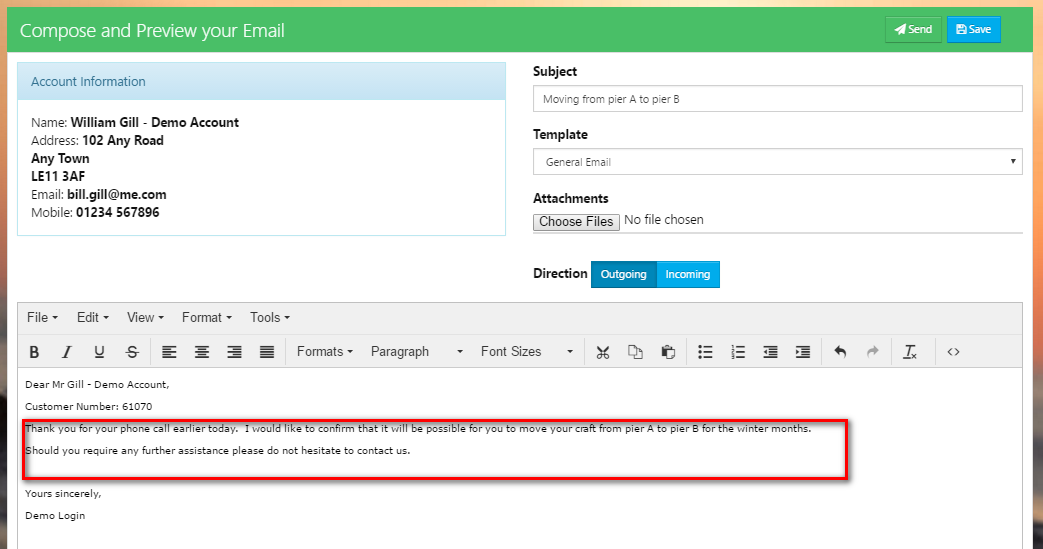 Compose and Preview your Email
Send
Save
Account Information
Name: William Gill - Demo Account
Address: 102 Any Road
Any Town
LE11 3AF
Email: bill.gill@me.com
Mobile: 01234 567896
Subject
Moving from pier A to pier B
Template
General Email
Attachments
Choose Files No file chosen
Direction Outgoing Incoming
File Edit View Format Tools
B I U S Formats Paragraph Font Sizes
Dear Mr Gill - Demo Account,
Customer Number: 61070
Thank you for your phone call earlier today.  I would like to confirm that it will be possible for you to move your craft from pier A to pier B for the winter months.
Should you require any further assistance please do not hesitate to contact us.
Yours sincerely,
Demo Login